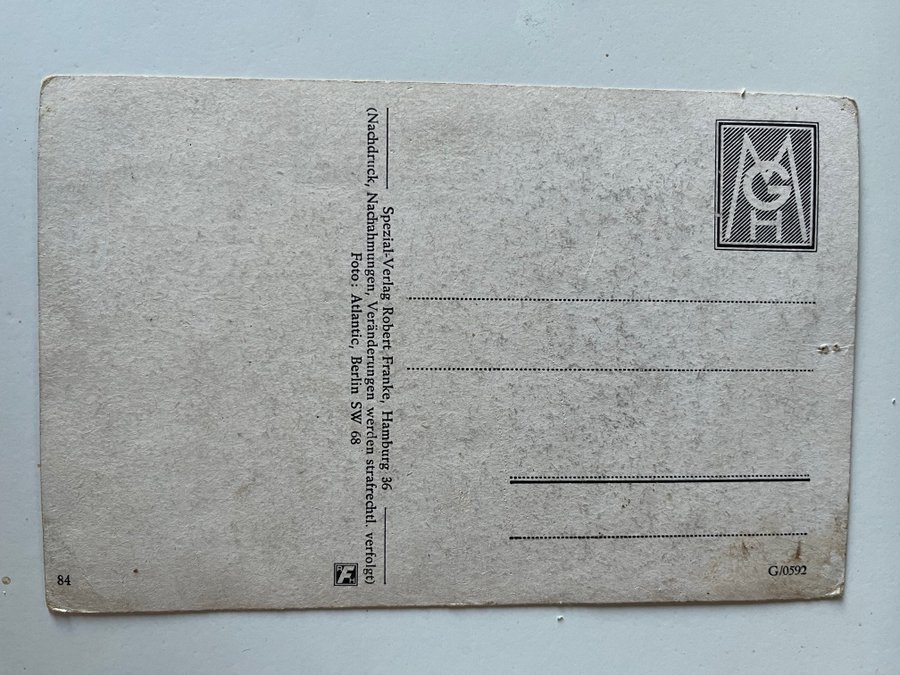 MGH
Spezial-Verlag Robert Franke, Hamburg 36
(Nachdruck, Nachahmungen, Veränderungen werden strafrechtl. verfolgt)
Foto: Atlantic, Berlin SW 68
84
G/0592